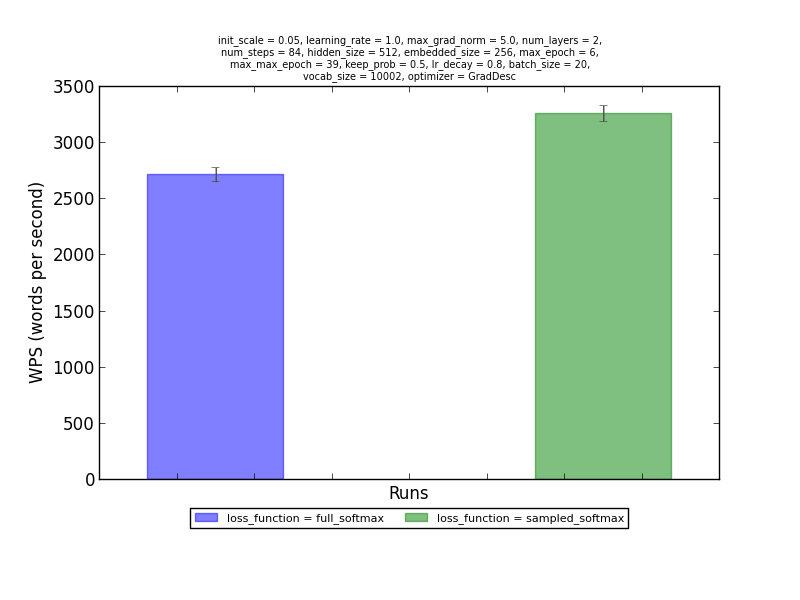 init_scale = 0.05, learning_rate = 1.0, max_grad_norm = 5.0, num_layers = 2,
num_steps = 84, hidden_size = 512, embedded_size = 256, max_epoch = 6,
max_max_epoch = 39, keep_prob = 0.5, lr_decay = 0.8, batch_size = 20,
vocab_size = 10002, optimizer = GradDesc
3500
3000
2500
2000
1500
1000
500
0
WPS (words per second)
Runs
loss_function = full_softmax
loss_function = sampled_softmax